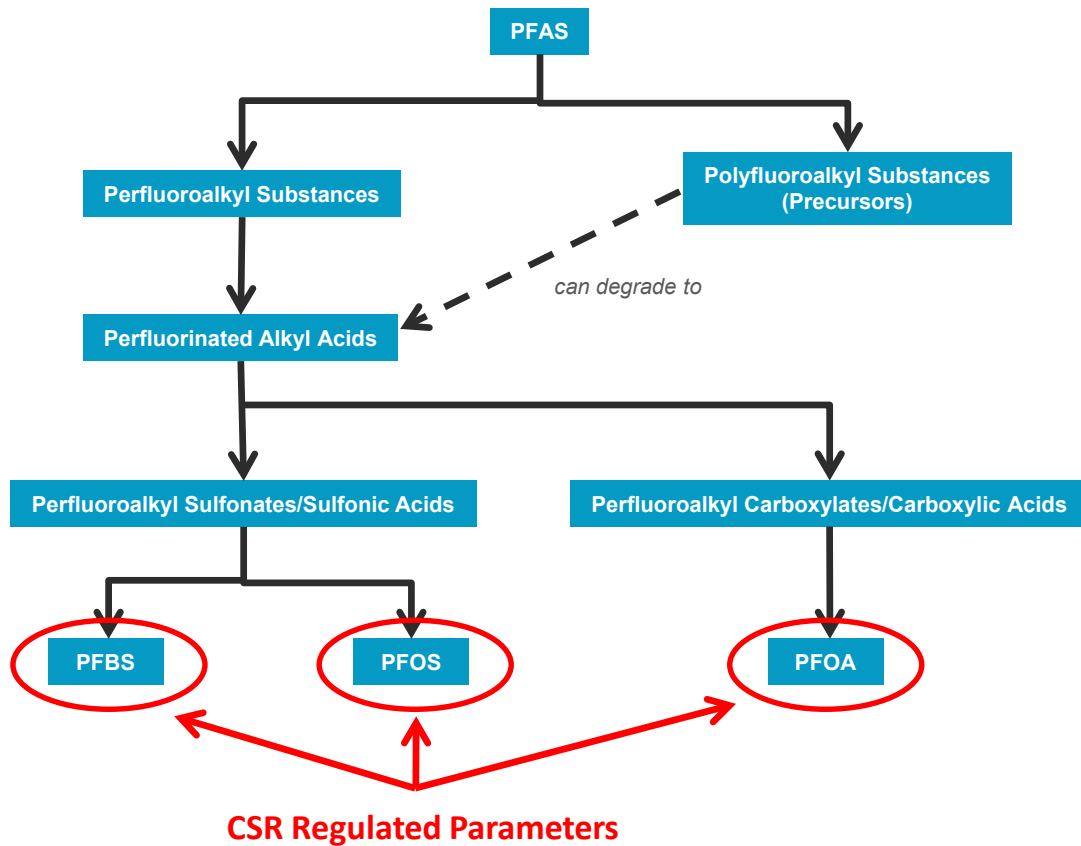 PFAS
Perfluoroalkyl Substances
Polyfluoroalkyl Substances
(Precursors)
can degrade to
Perfluorinated Alkyl Acids
Perfluoroalkyl Sulfonates/Sulfonic Acids
Perfluoroalkyl Carboxylates/Carboxylic Acids
PFBS
PFOS
PFOA
CSR Regulated Parameters